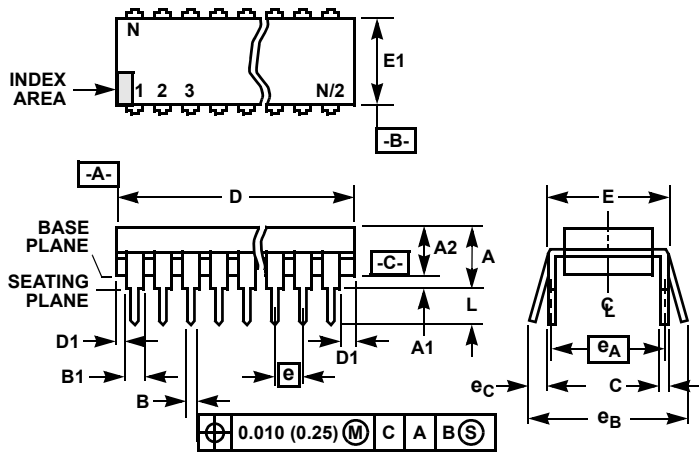 N
INDEX
AREA
1 2 3 N/2
E1
-B-
-A-
D
E
BASE
PLANE
A2
A
-C-
SEATING
PLANE
L
C
L
D1
A1
D1
B1
e
eA
B
eC
C
eB
0.010 (0.25) M C A B S